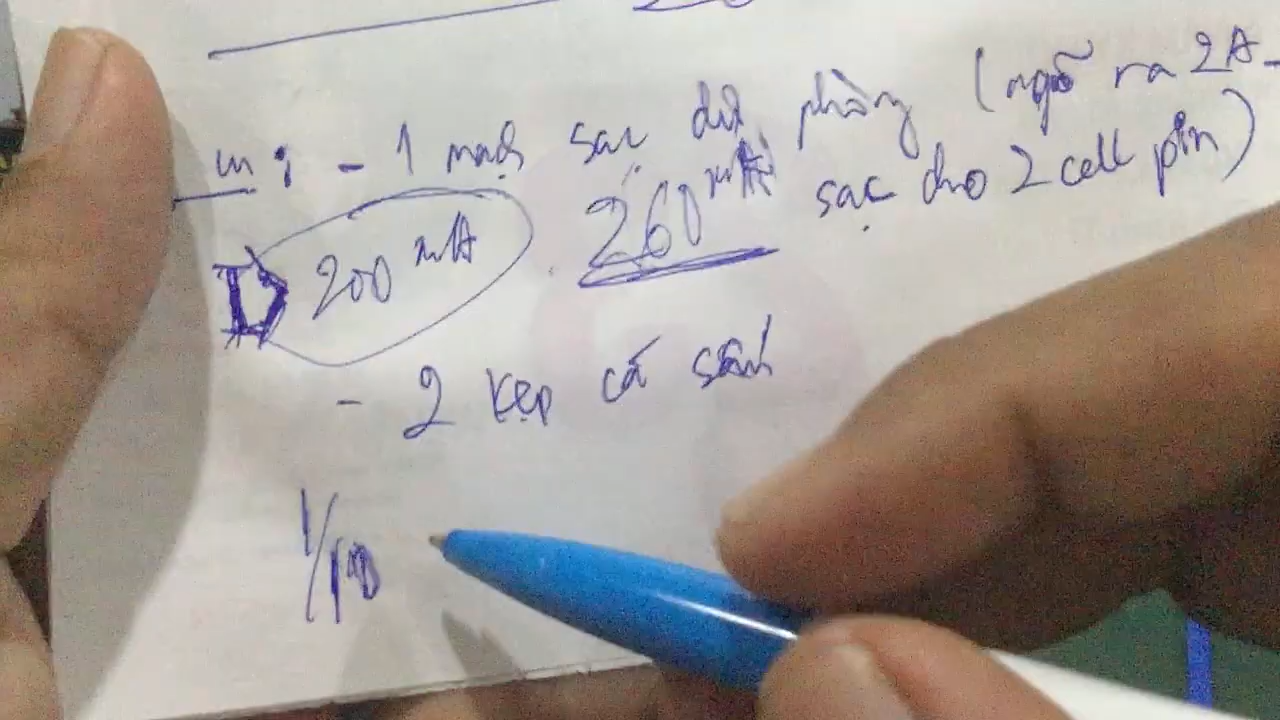 - 1 mạch sạc dự phòng (ngõ ra 2A -
sạc cho 2 cell pin)
200 mA 260 mA
- 2 kẹp cá sấu
1/10